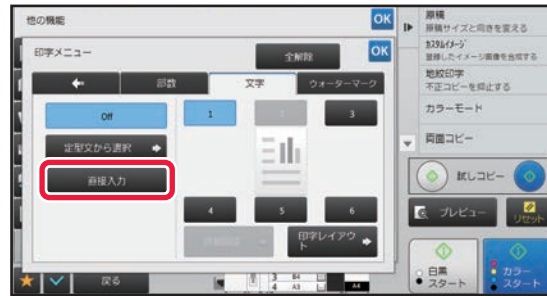 他の機能
OK
印字メニュー
全解除
OK
部数
文字
ウォーターマーク
Off
定型文から選択
直接入力
1
3
4
5
6
印字レイアウ
ト
戻る
3
4
A3
A4
原稿
原稿サイズと向きを変える
カスタムイメージ
登録したイメージ画像を合成する
地紋印字
不正コピーを抑止する
カラーモード
両面コピー
試しコピー
プレビュー
リセット
白黒
スタート
カラー
スタート